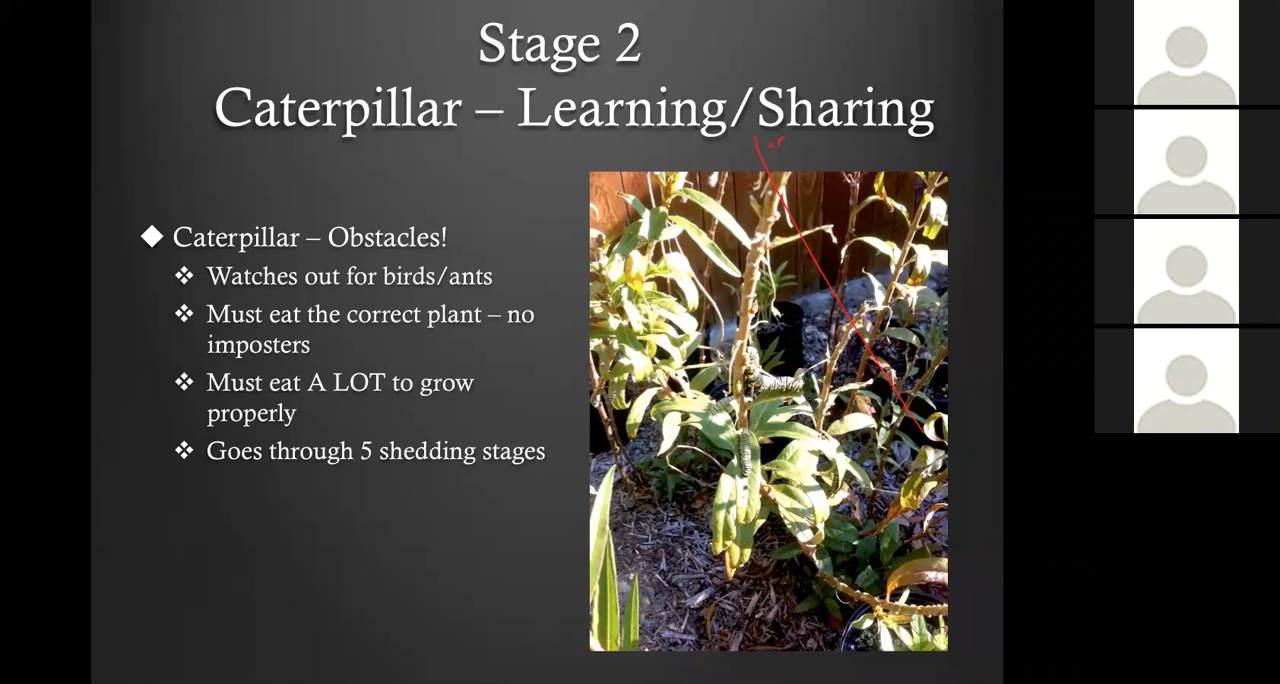 Stage 2
Caterpillar – Learning/Sharing
Caterpillar – Obstacles!
Watches out for birds/ants
Must eat the correct plant – no
imposters
Must eat A LOT to grow
properly
Goes through 5 shedding stages